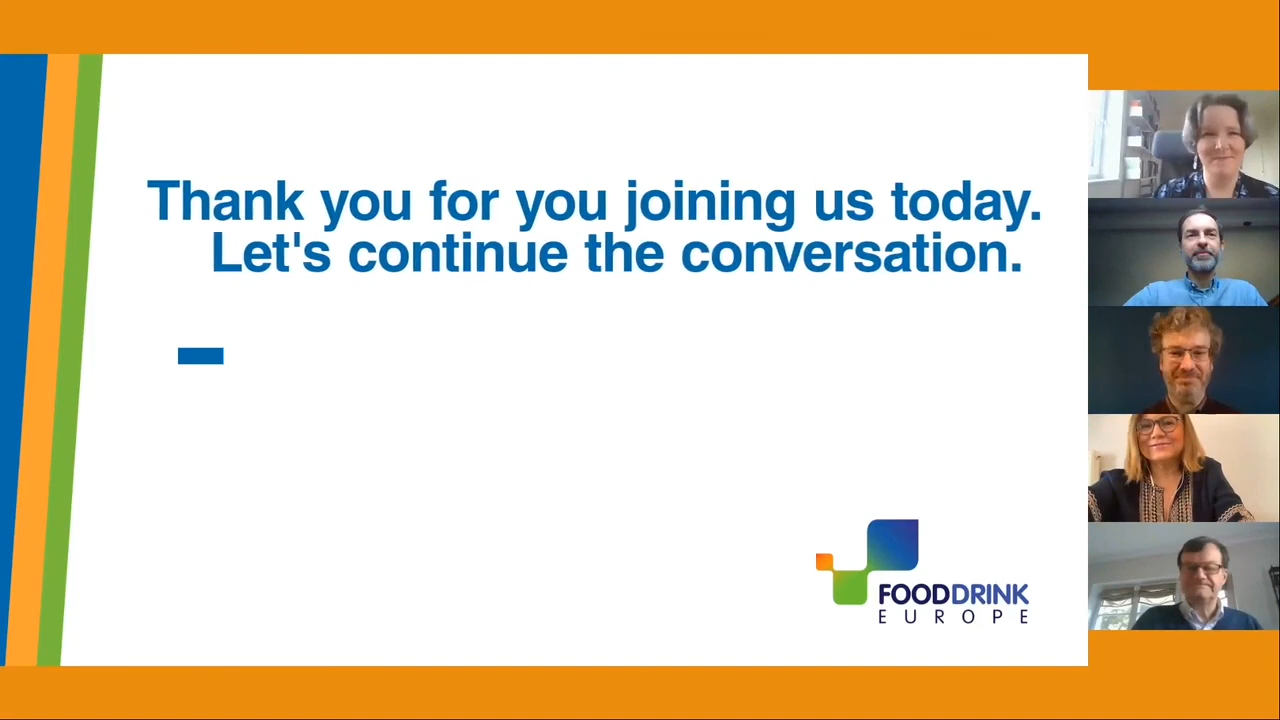 Thank you for you joining us today.
Let's continue the conversation.
FOODDRINK
EUROPE